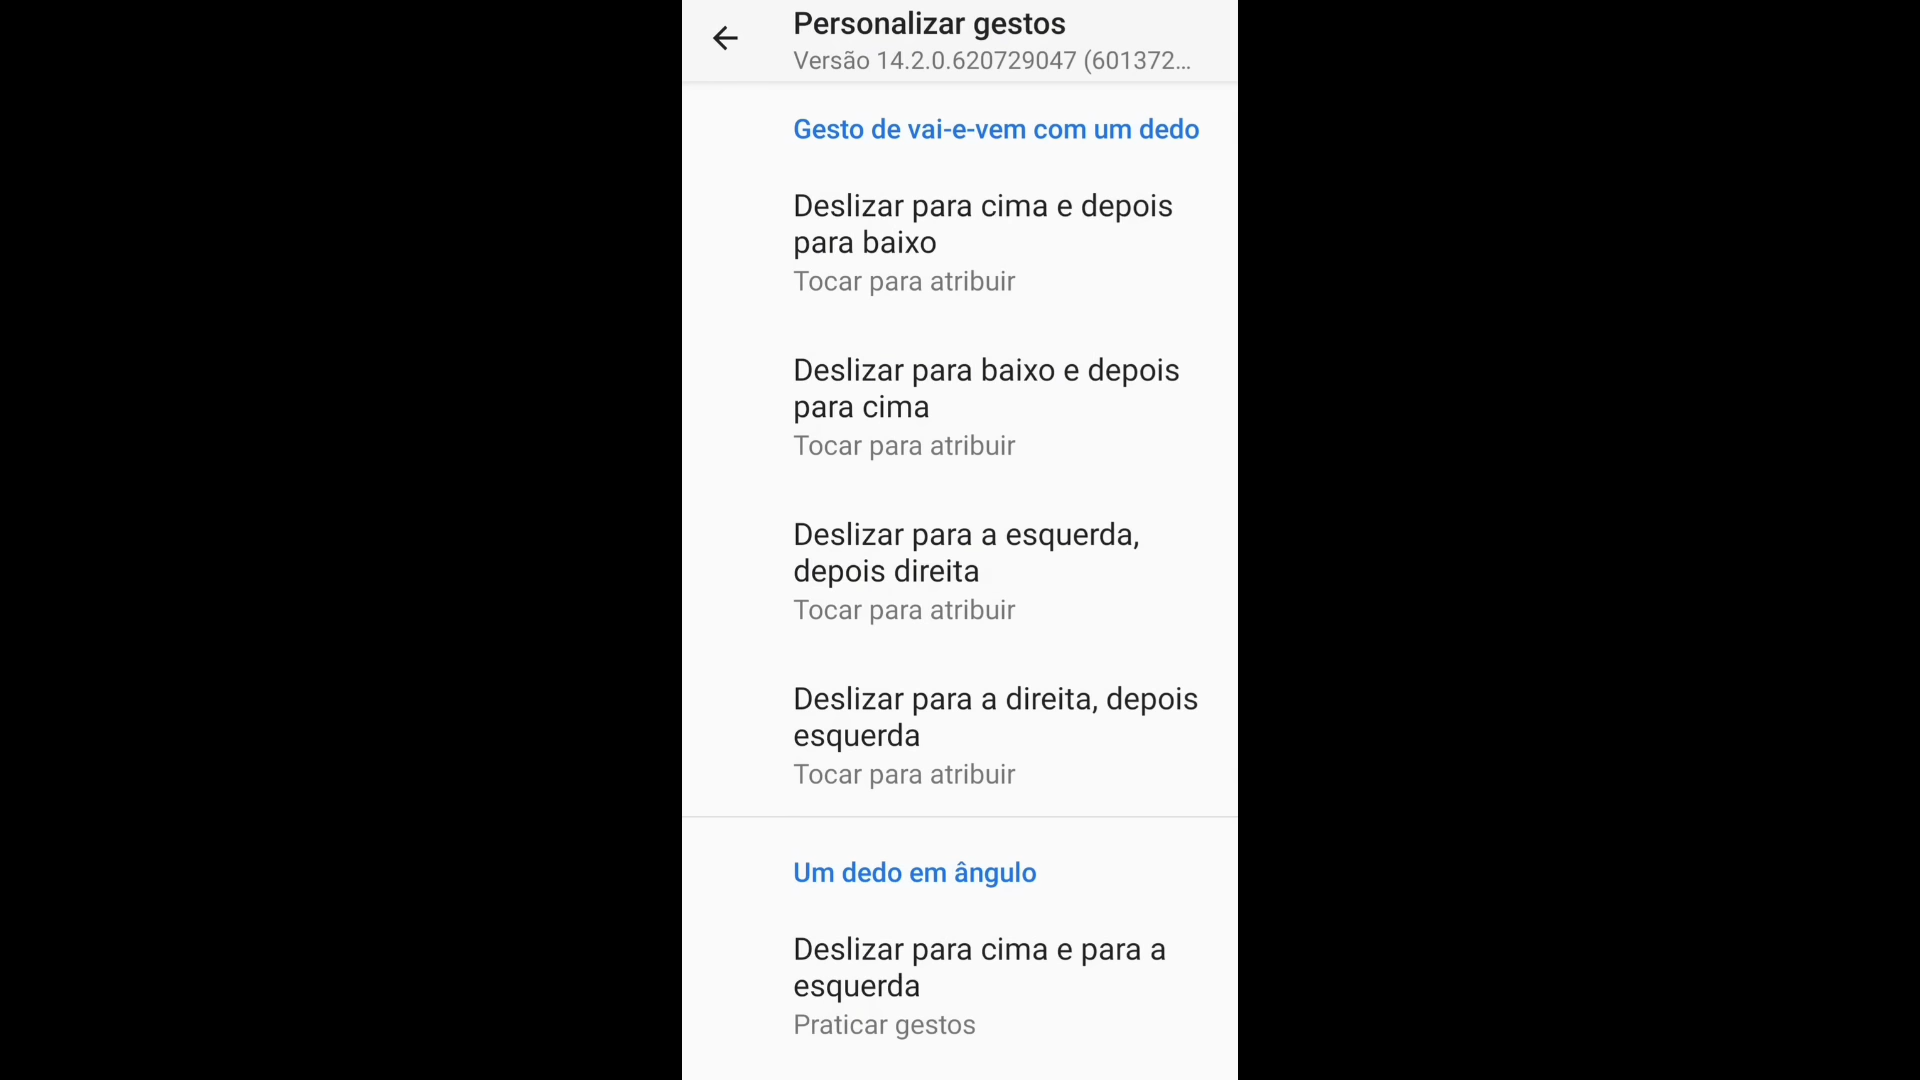 Personalizar gestos
Versão 14.2.0.620729047 (601372...
Gesto de vai-e-vem com um dedo
Deslizar para cima e depois
para baixo
Tocar para atribuir
Deslizar para baixo e depois
para cima
Tocar para atribuir
Deslizar para a esquerda,
depois direita
Tocar para atribuir
Deslizar para a direita, depois
esquerda
Tocar para atribuir
Um dedo em ângulo
Deslizar para cima e para a
esquerda
Praticar gestos